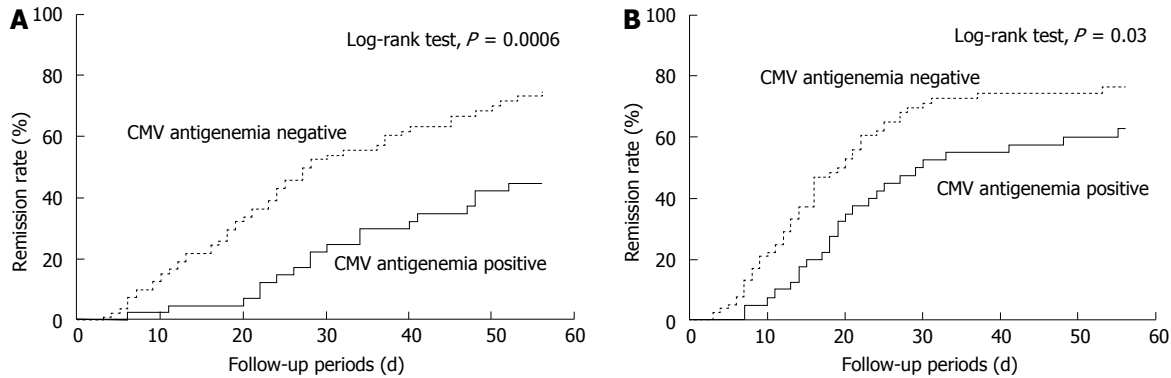 A
100
80
60
40
20
0
Remission rate (%)
Log-rank test, P = 0.0006
CMV antigenemia negative
CMV antigenemia positive
0 10 20 30 40 50 60
Follow-up periods (d)
B
100
80
60
40
20
0
Remission rate (%)
Log-rank test, P = 0.03
CMV antigenemia negative
CMV antigenemia positive
0 10 20 30 40 50 60
Follow-up periods (d)